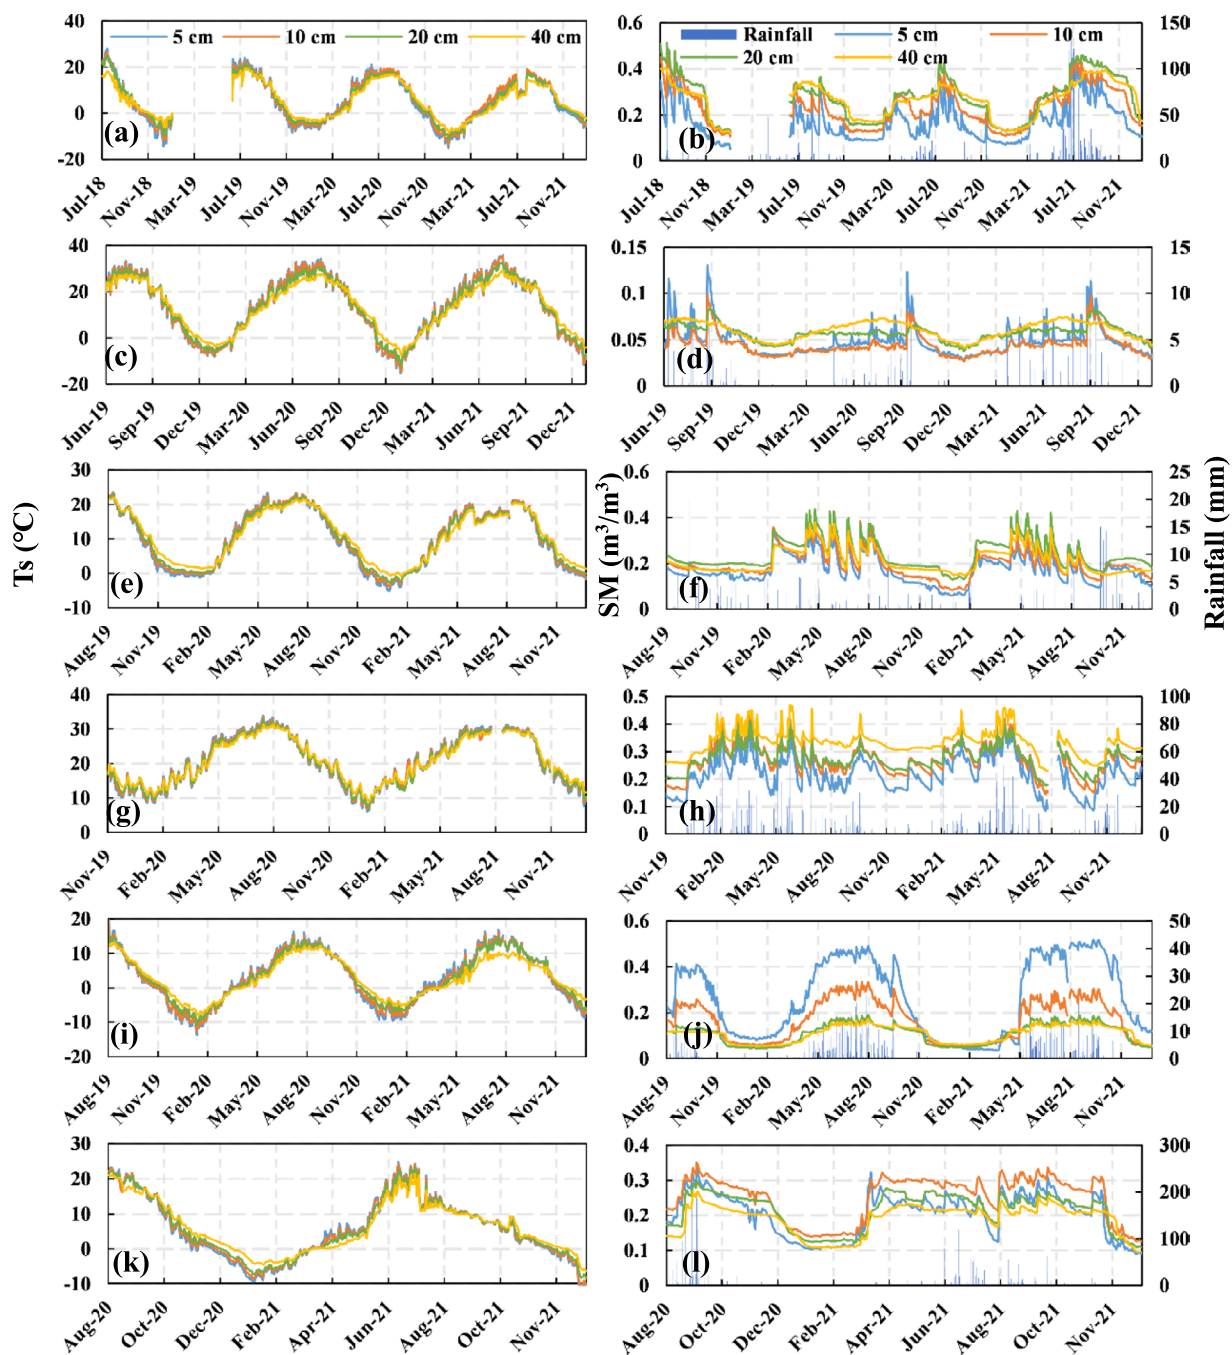 40
20
0
-20
5 cm
10 cm
20 cm
40 cm
(a)
Jul-18
Nov-18
Mar-19
Jul-19
Nov-19
Mar-20
Jul-20
Nov-20
Mar-21
Jul-21
Nov-21
0.6
0.4
0.2
0
150
100
50
0
Rainfall
5 cm
10 cm
20 cm
40 cm
(b)
Jul-18
Nov-18
Mar-19
Jul-19
Nov-19
Mar-20
Jul-20
Nov-20
Mar-21
Jul-21
Nov-21
40
20
0
-20
(c)
Jun-19
Sep-19
Dec-19
Mar-20
Jun-20
Sep-20
Dec-20
Mar-21
Jun-21
Sep-21
Dec-21
0.15
0.1
0.05
0
15
10
5
0
(d)
Jun-19
Sep-19
Dec-19
Mar-20
Jun-20
Sep-20
Dec-20
Mar-21
Jun-21
Sep-21
Dec-21
Ts (°C)
30
20
10
0
-10
(e)
Aug-19
Nov-19
Feb-20
May-20
Aug-20
Nov-20
Feb-21
May-21
Aug-21
Nov-21
SM (m³/m³)
0.6
0.4
0.2
0
25
20
15
10
5
0
Rainfall (mm)
(f)
Aug-19
Nov-19
Feb-20
May-20
Aug-20
Nov-20
Feb-21
May-21
Aug-21
Nov-21
40
30
20
10
0
(g)
Nov-19
Feb-20
May-20
Aug-20
Nov-20
Feb-21
May-21
Aug-21
Nov-21
0.5
0.4
0.3
0.2
0.1
0
100
80
60
40
20
0
(h)
Nov-19
Feb-20
May-20
Aug-20
Nov-20
Feb-21
May-21
Aug-21
Nov-21
20
10
0
-10
-20
(i)
Aug-19
Nov-19
Feb-20
May-20
Aug-20
Nov-20
Feb-21
May-21
Aug-21
Nov-21
0.6
0.4
0.2
0
50
40
30
20
10
0
(j)
Aug-19
Nov-19
Feb-20
May-20
Aug-20
Nov-20
Feb-21
May-21
Aug-21
Nov-21
30
20
10
0
-10
(k)
Aug-20
Oct-20
Dec-20
Feb-21
Apr-21
Jun-21
Aug-21
Oct-21
Nov-21
0.4
0.3
0.2
0.1
0
300
200
100
0
(l)
Aug-20
Oct-20
Dec-20
Feb-21
Apr-21
Jun-21
Aug-21
Oct-21
Nov-21